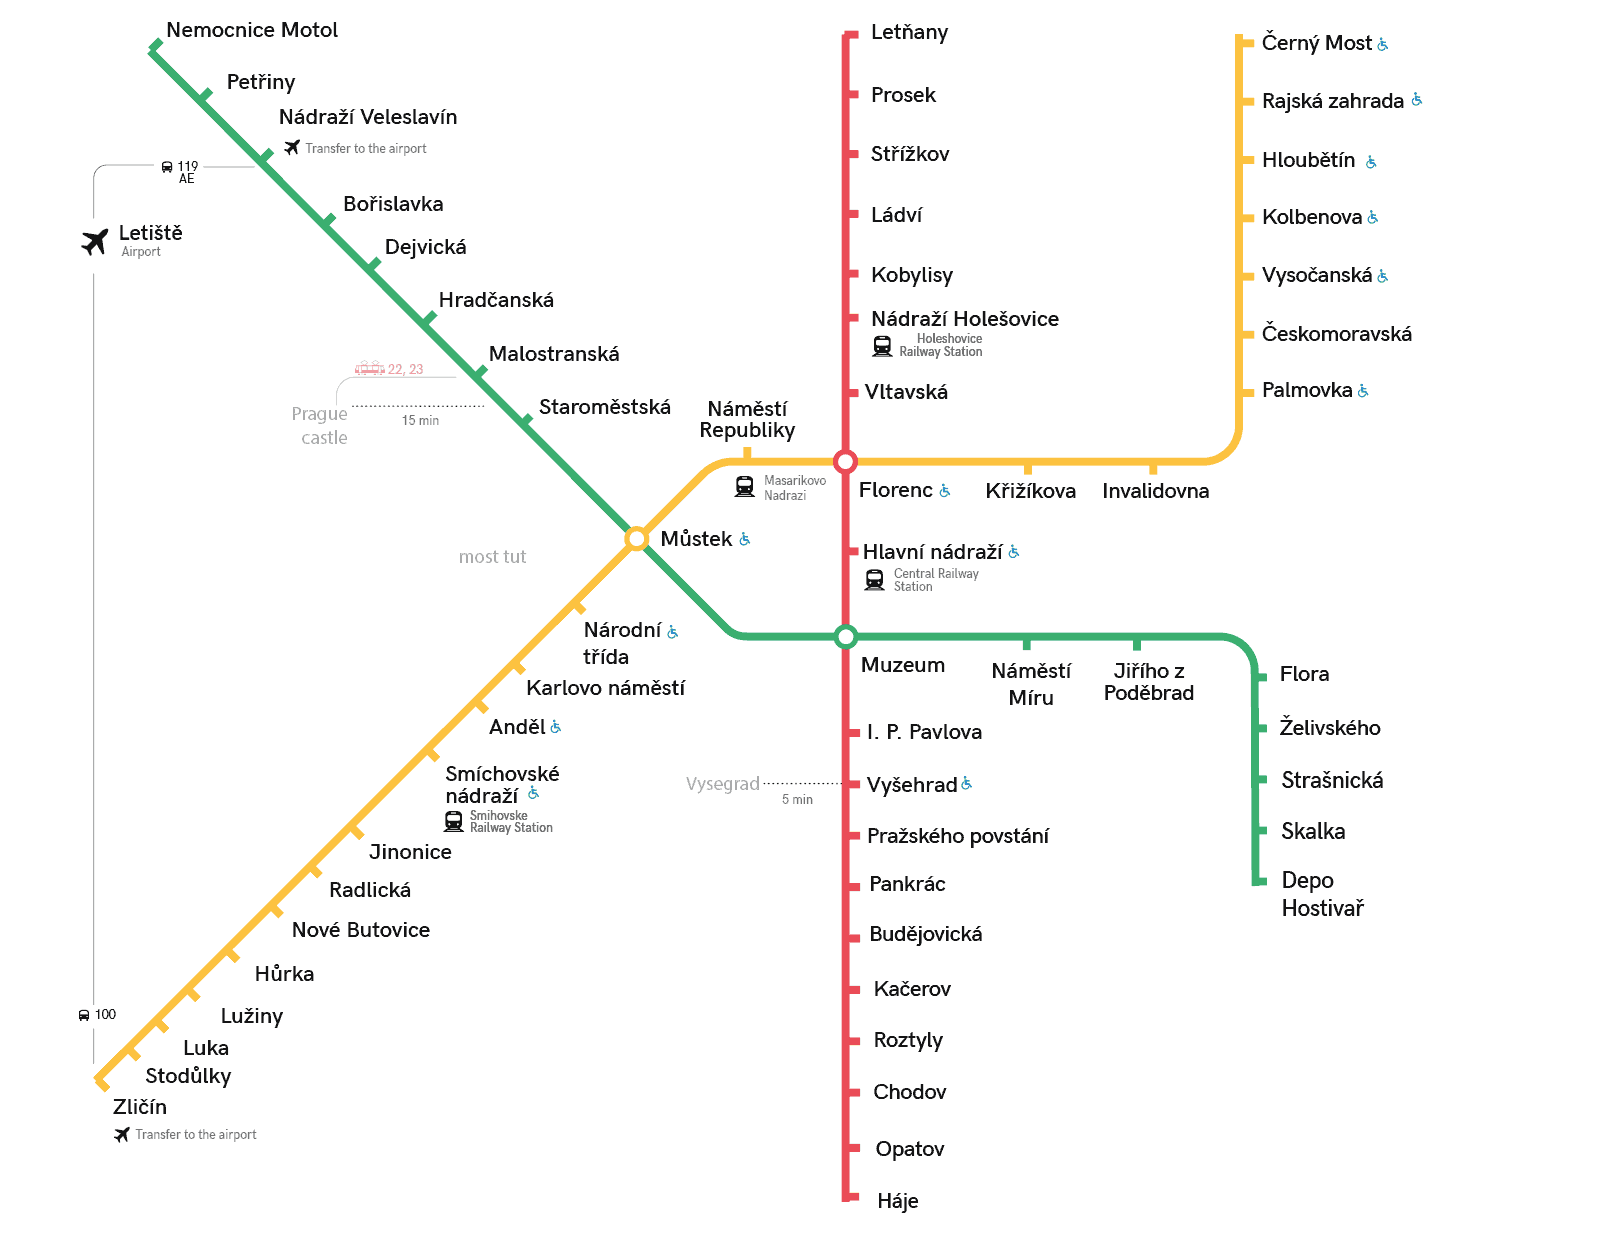 Nemocnice Motol
Petřiny
Nádraží Veleslavín
Transfer to the airport
119
AE
Letiště
Airport
Bořislavka
Dejvická
Hradčanská
Malostranská
22, 23
Prague
castle
15 min
Staroměstská
Náměstí
Republiky
Masarikovo
Nadrazi
Můstek
most tut
Národní
třída
Karlovo náměstí
Anděl
Smíchovské
nádraží
Smihovske
Railway Station
Jinonice
Radlická
Nové Butovice
Hůrka
Lužiny
Luka
Stodůlky
100
Zličín
Transfer to the airport
Letňany
Prosek
Střížkov
Ládví
Kobylisy
Nádraží Holešovice
Holeshovice
Railway Station
Vltavská
Florenc
Křižíkova
Invalidovna
Hlavní nádraží
Central Railway
Station
Muzeum
Náměstí
Míru
Jiřího z
Poděbrad
I. P. Pavlova
Vysegrad
5 min
Vyšehrad
Pražského povstání
Pankrác
Budějovická
Kačerov
Roztyly
Chodov
Opatov
Háje
Černý Most
Rajská zahrada
Hloubětín
Kolbenova
Vysočanská
Českomoravská
Palmovka
Flora
Želivského
Strašnická
Skalka
Depo
Hostivař